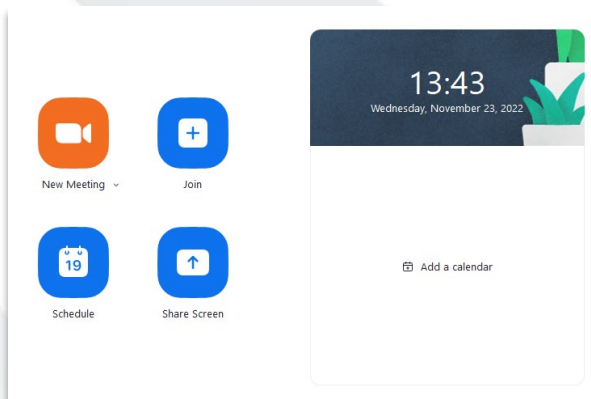 13:43
Wednesday, November 23, 2022
New Meeting
Join
19
Schedule
Share Screen
Add a calendar